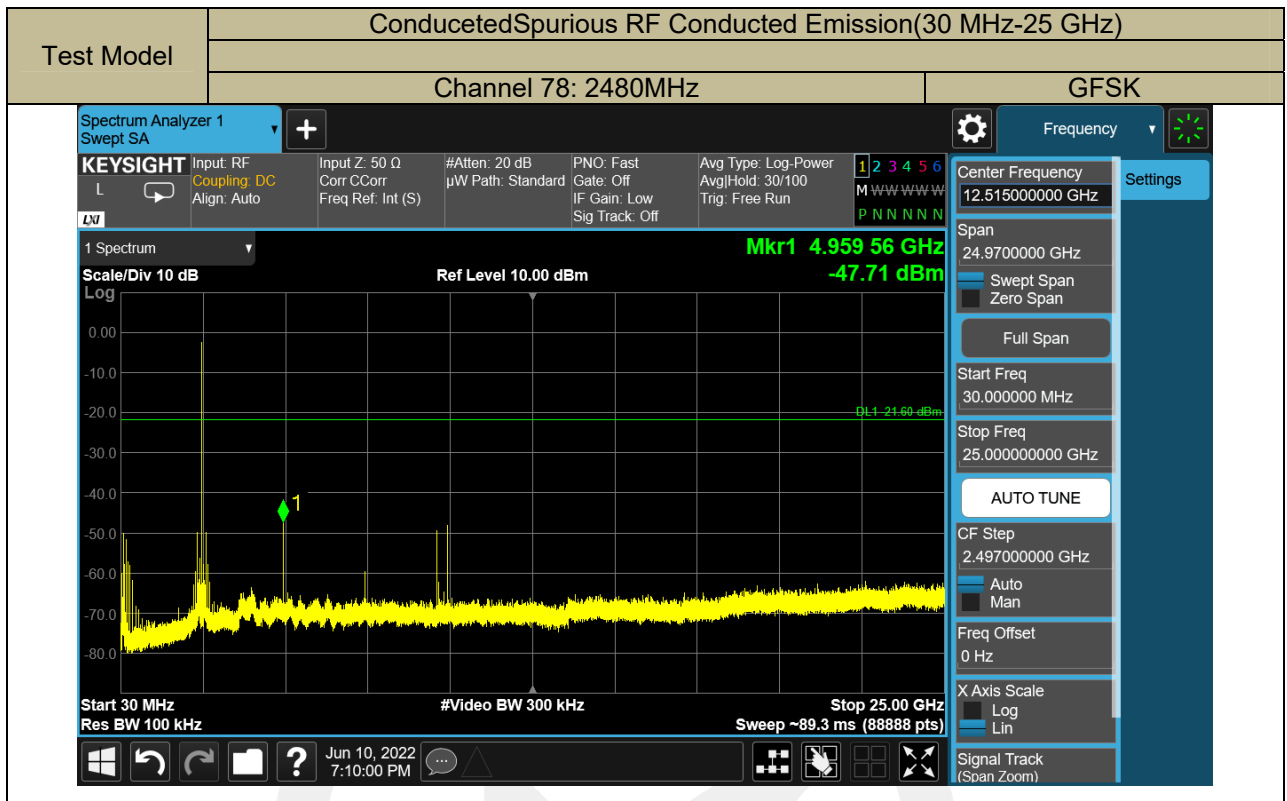 Test Model
ConducetedSpurious RF Conducted Emission(30 MHz-25 GHz)
Channel 78: 2480MHz
GFSK
Spectrum Analyzer 1
Swept SA
Frequency
KEYSIGHT
L
LXI
Input: RF
Coupling: DC
Align: Auto
Input Z: 50 Ω
Corr CCorr
Freq Ref: Int (S)
#Atten: 20 dB
µW Path: Standard
PNO: Fast
Gate: Off
IF Gain: Low
Sig Track: Off
Avg Type: Log-Power
Avg|Hold: 30/100
Trig: Free Run
1 2 3 4 5 6
M W W W W W
P N N N N N
1 Spectrum
Scale/Div 10 dB
Log
Ref Level 10.00 dBm
Mkr1 4.959 56 GHz
-47.71 dBm
0.00
-10.0
-20.0
DL1 -21.60 dBm
-30.0
-40.0
1
-50.0
-60.0
-70.0
-80.0
Start 30 MHz
#Video BW 300 kHz
Stop 25.00 GHz
Res BW 100 kHz
Sweep ~89.3 ms (88888 pts)
?
Jun 10, 2022
7:10:00 PM
Center Frequency
12.515000000 GHz
Settings
Span
24.9700000 GHz
Swept Span
Zero Span
Full Span
Start Freq
30.000000 MHz
Stop Freq
25.000000000 GHz
AUTO TUNE
CF Step
2.497000000 GHz
Auto
Man
Freq Offset
0 Hz
X Axis Scale
Log
Lin
Signal Track
(Span Zoom)